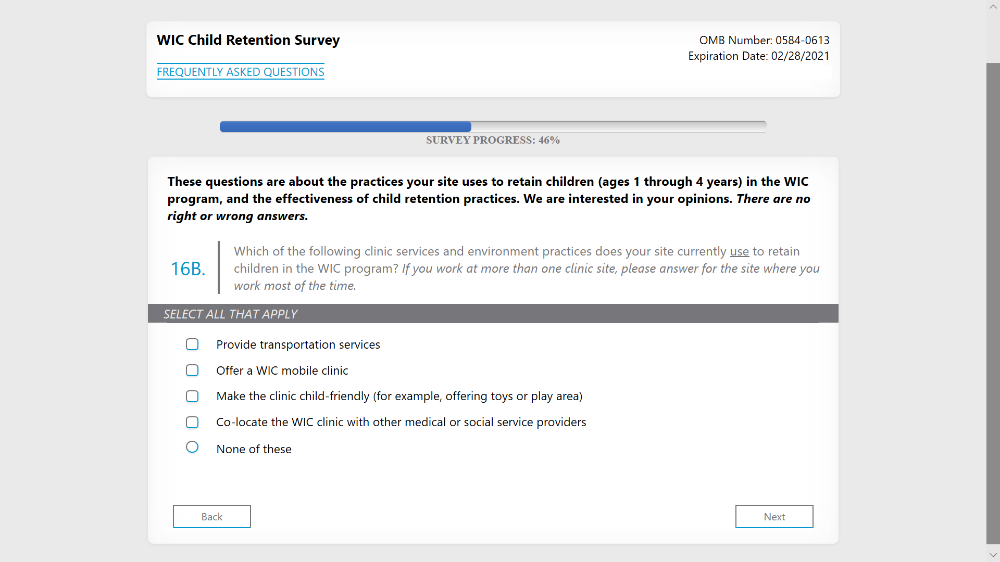 WIC Child Retention Survey
OMB Number: 0584-0613
Expiration Date: 02/28/2021
FREQUENTLY ASKED QUESTIONS
SURVEY PROGRESS: 46%
These questions are about the practices your site uses to retain children (ages 1 through 4 years) in the WIC
program, and the effectiveness of child retention practices. We are interested in your opinions. There are no
right or wrong answers.
16B.
Which of the following clinic services and environment practices does your site currently use to retain
children in the WIC program? If you work at more than one clinic site, please answer for the site where you
work most of the time.
SELECT ALL THAT APPLY
Provide transportation services
Offer a WIC mobile clinic
Make the clinic child-friendly (for example, offering toys or play area)
Co-locate the WIC clinic with other medical or social service providers
None of these
Back
Next